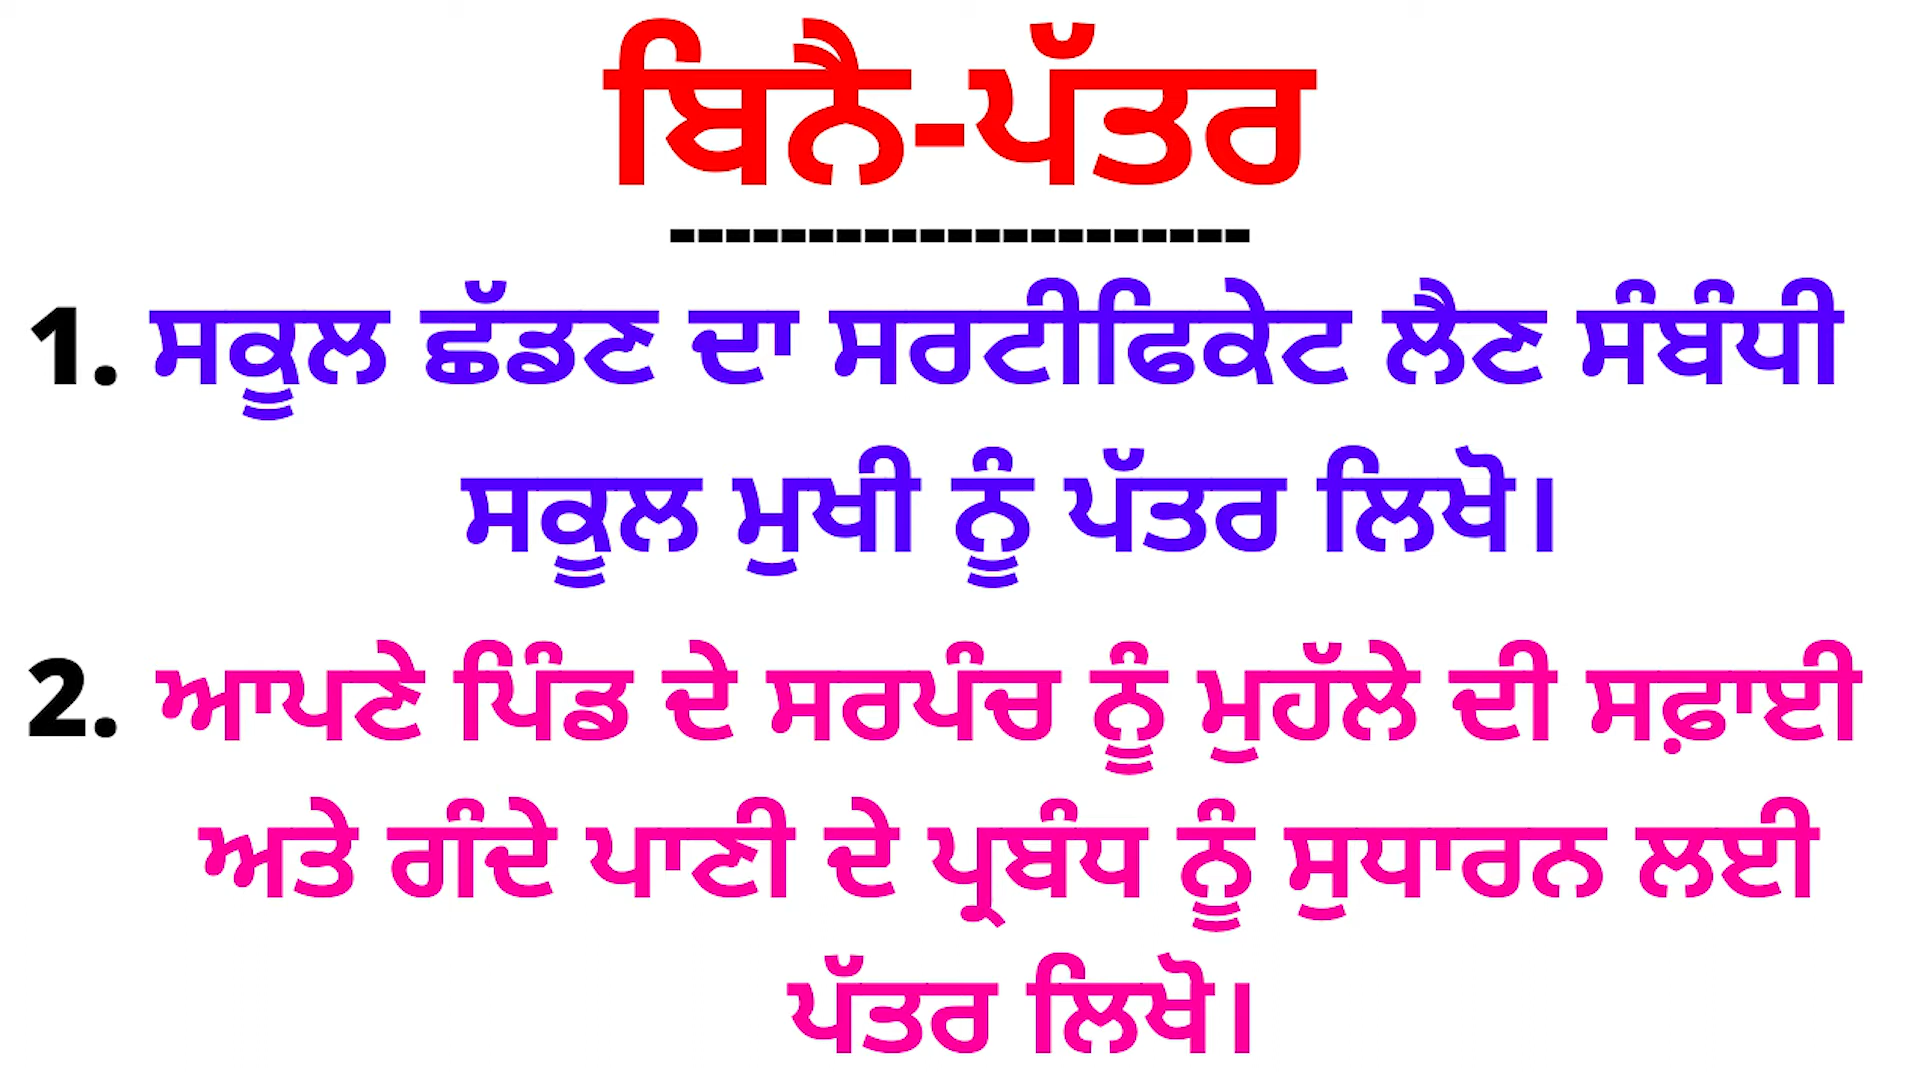 ਬਿਨੈ-ਪੱਤਰ
---------------------
1. ਸਕੂਲ ਛੱਡਣ ਦਾ ਸਰਟੀਫਿਕੇਟ ਲੈਣ ਸੰਬੰਧੀ
ਸਕੂਲ ਮੁਖੀ ਨੂੰ ਪੱਤਰ ਲਿਖੋ।
2. ਆਪਣੇ ਪਿੰਡ ਦੇ ਸਰਪੰਚ ਨੂੰ ਮੁਹੱਲੇ ਦੀ ਸਫ਼ਾਈ
ਅਤੇ ਗੰਦੇ ਪਾਣੀ ਦੇ ਪ੍ਰਬੰਧ ਨੂੰ ਸੁਧਾਰਨ ਲਈ
ਪੱਤਰ ਲਿਖੋ।